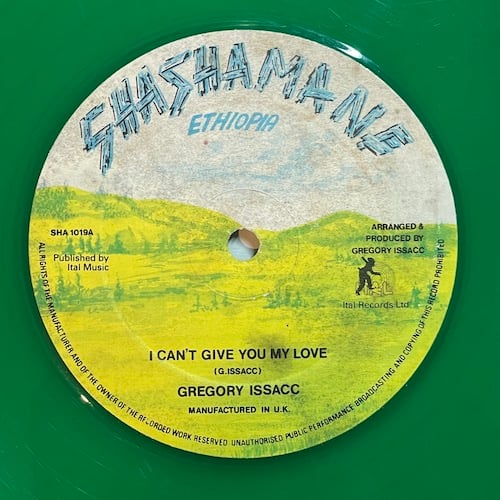 SHASHAMANE
ETHIOPIA
SHA 1019A
Published by
Ital Music
ARRANGED &
PRODUCED BY
GREGORY ISSACC
Ital Records Ltd.
I CAN'T GIVE YOU MY LOVE
(G.ISSACC)
GREGORY ISSACC
MANUFACTURED IN U.K.
ALL RIGHTS OF THE MANUFACTURER AND OF THE OWNER OF THE RECORDED WORK RESERVED UNAUTHORISED PUBLIC PERFORMANCE BROADCASTING AND COPYING OF THIS RECORD PROHIBITED